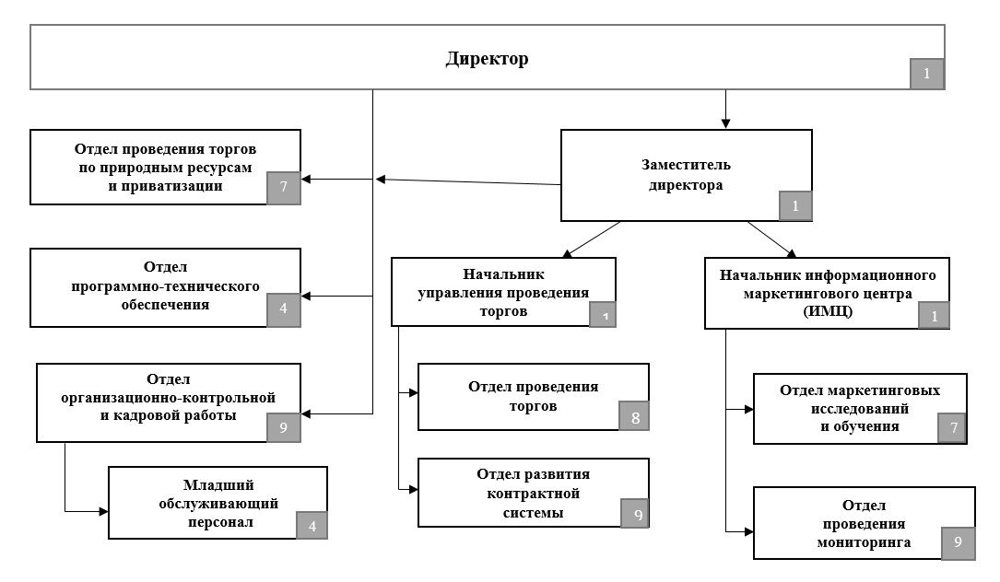 Директор
1
Отдел проведения торгов
по природным ресурсам
и приватизации
7
Заместитель
директора
1
Отдел
программно-технического
обеспечения
4
Начальник
управления проведения
торгов
1
Начальник информационного
маркетингового центра
(ИМЦ)
1
Отдел
организационно-контрольной
и кадровой работы
9
Отдел проведения
торгов
8
Отдел маркетинговых
исследований
и обучения
7
Младший
обслуживающий
персонал
4
Отдел развития
контрактной
системы
9
Отдел
проведения
мониторинга
9